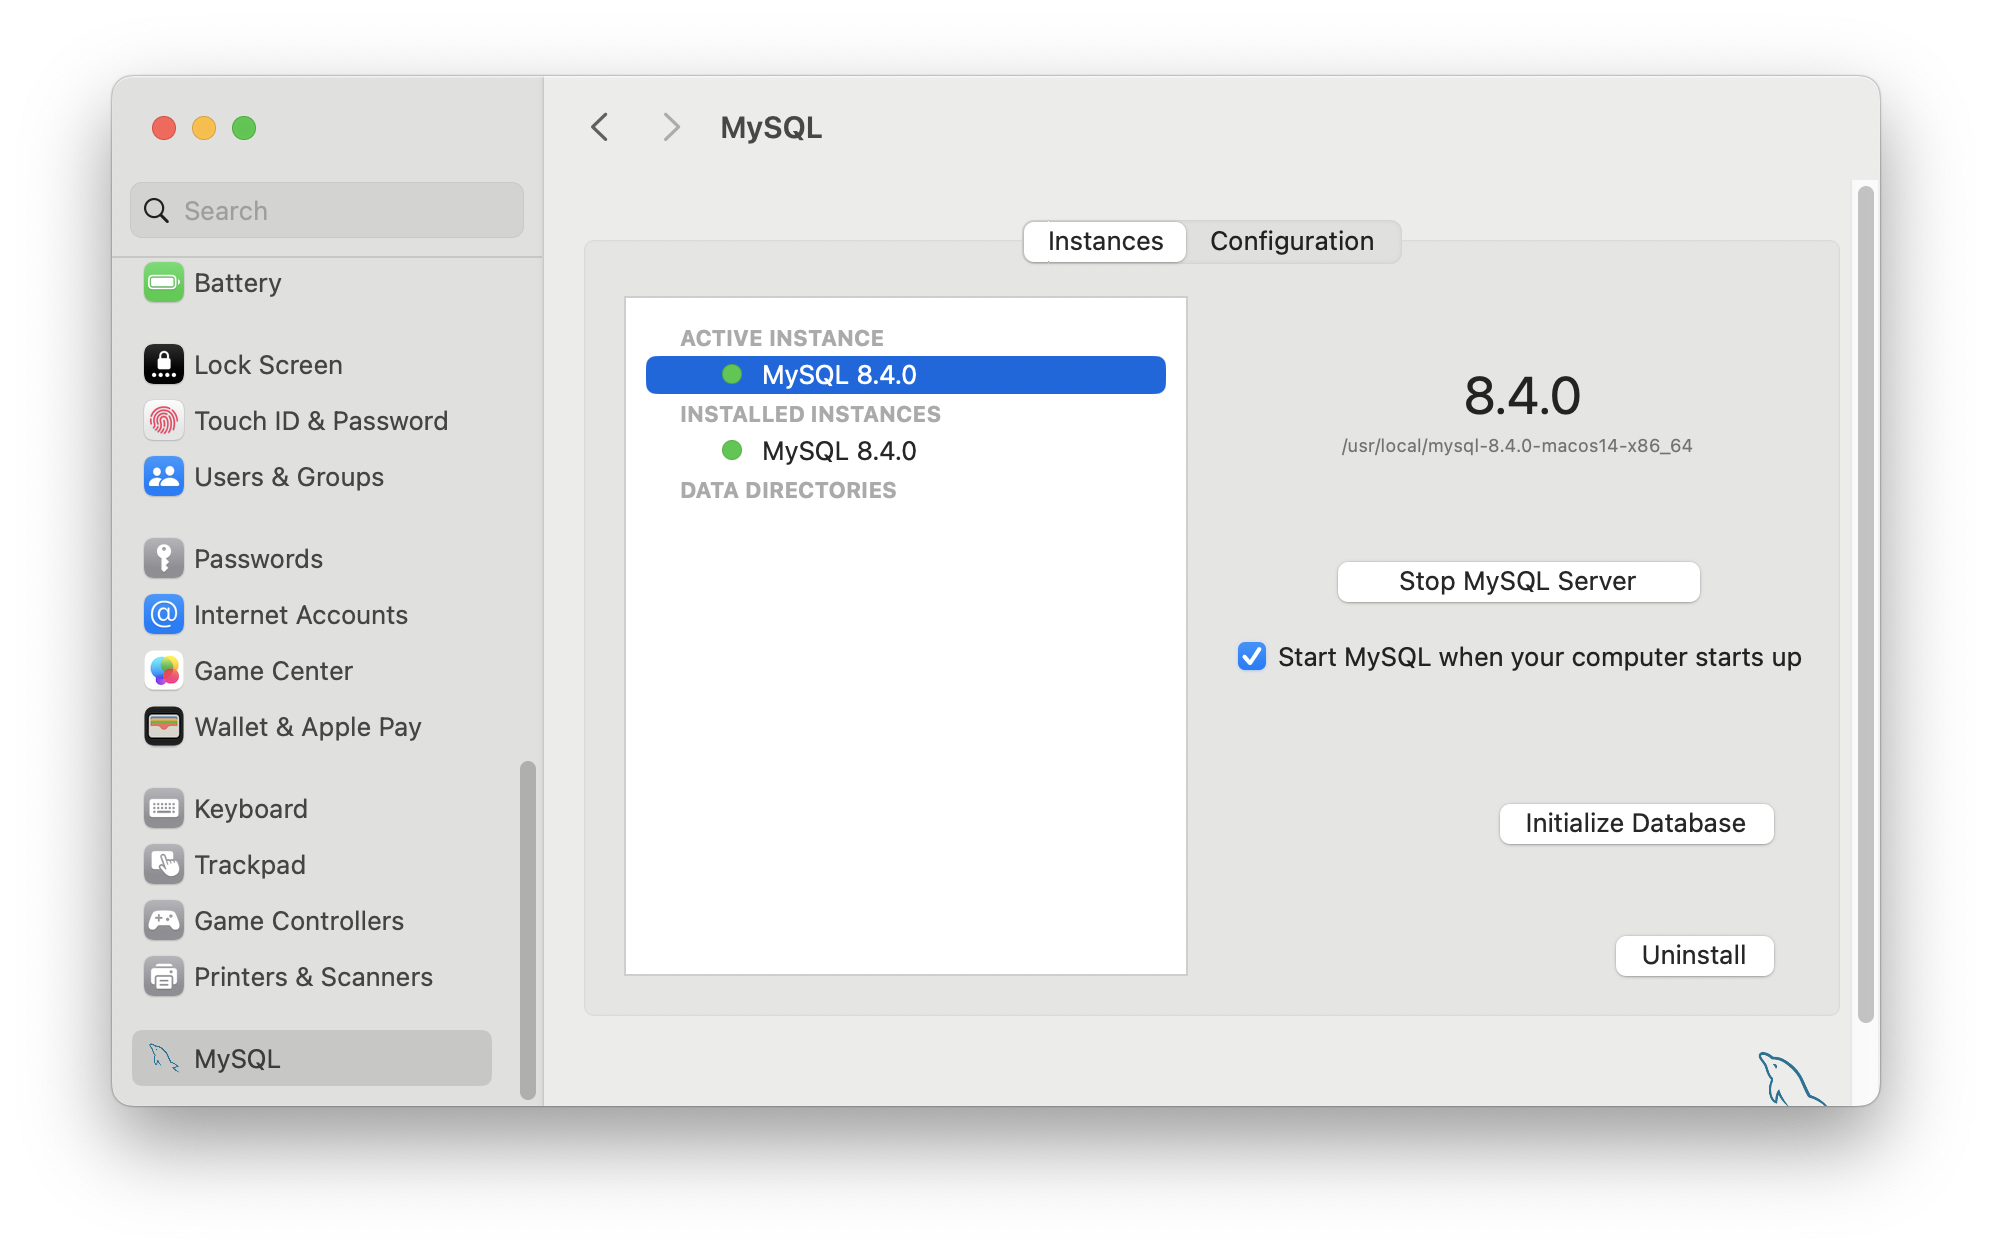 Search
Battery
Lock Screen
Touch ID & Password
Users & Groups
Passwords
Internet Accounts
Game Center
Wallet & Apple Pay
Keyboard
Trackpad
Game Controllers
Printers & Scanners
MySQL
MySQL
Instances
Configuration
ACTIVE INSTANCE
MySQL 8.4.0
INSTALLED INSTANCES
MySQL 8.4.0
DATA DIRECTORIES
8.4.0
/usr/local/mysql-8.4.0-macos14-x86_64
Stop MySQL Server
Start MySQL when your computer starts up
Initialize Database
Uninstall